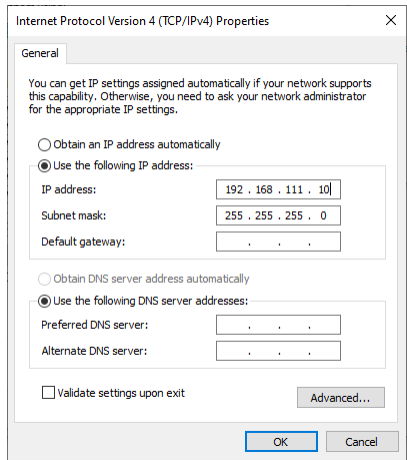 Internet Protocol Version 4 (TCP/IPv4) Properties
General
You can get IP settings assigned automatically if your network supports
this capability. Otherwise, you need to ask your network administrator
for the appropriate IP settings.
Obtain an IP address automatically
Use the following IP address:
IP address: 192 . 168 . 111 . 10
Subnet mask: 255 . 255 . 255 . 0
Default gateway: . . .
Obtain DNS server address automatically
Use the following DNS server addresses:
Preferred DNS server: . . .
Alternate DNS server: . . .
Validate settings upon exit
Advanced...
OK Cancel